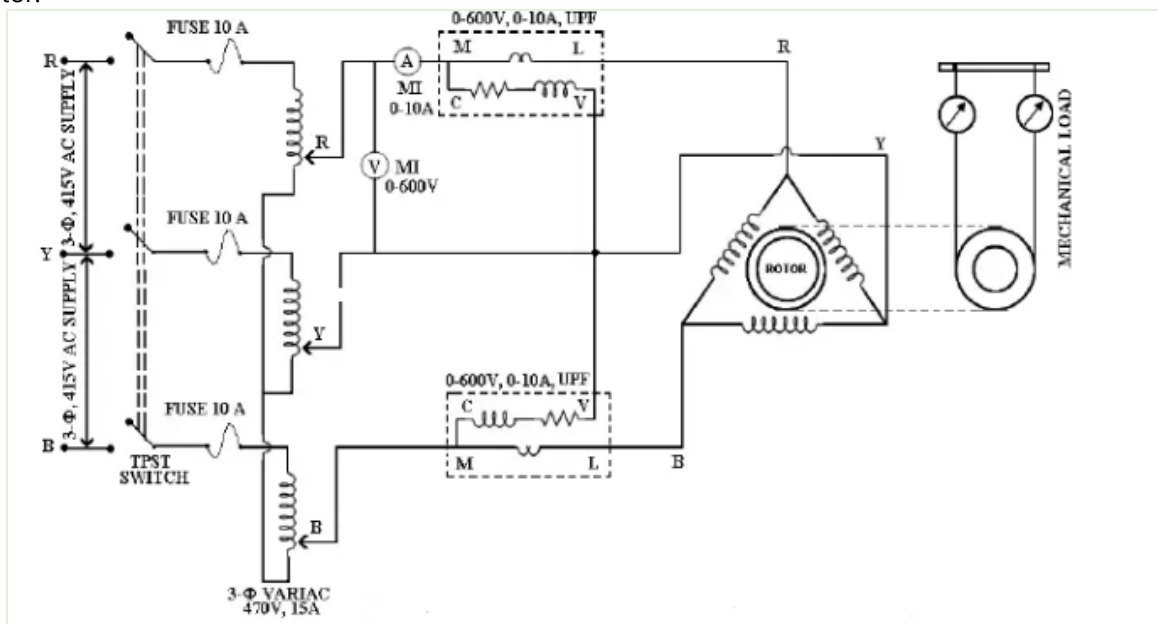 FUSE 10 A
0-600V, 0-10A, UPF
M L
R
R
A
MI
0-10A
C V
3-Φ, 415V AC SUPPLY
R
V MI
0-600V
Y
MECHANICAL LOAD
FUSE 10 A
Y
ROTOR
3-Φ, 415V AC SUPPLY
Y
0-600V, 0-10A, UPF
C V
FUSE 10 A
B
TPST
SWITCH
M L
B
B
3-Φ VARIAC
470V, 15A